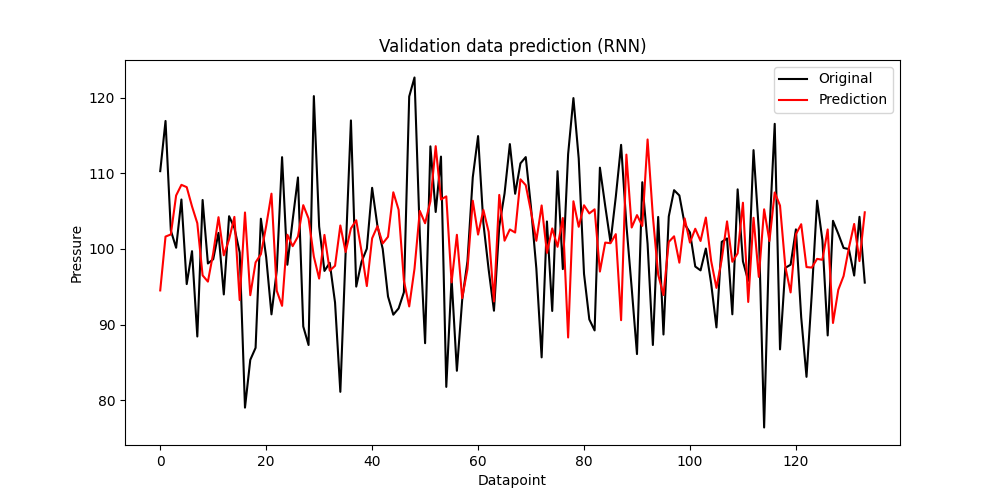 Validation data prediction (RNN)
Original
Prediction
120
110
100
90
80
Pressure
0 20 40 60 80 100 120
Datapoint